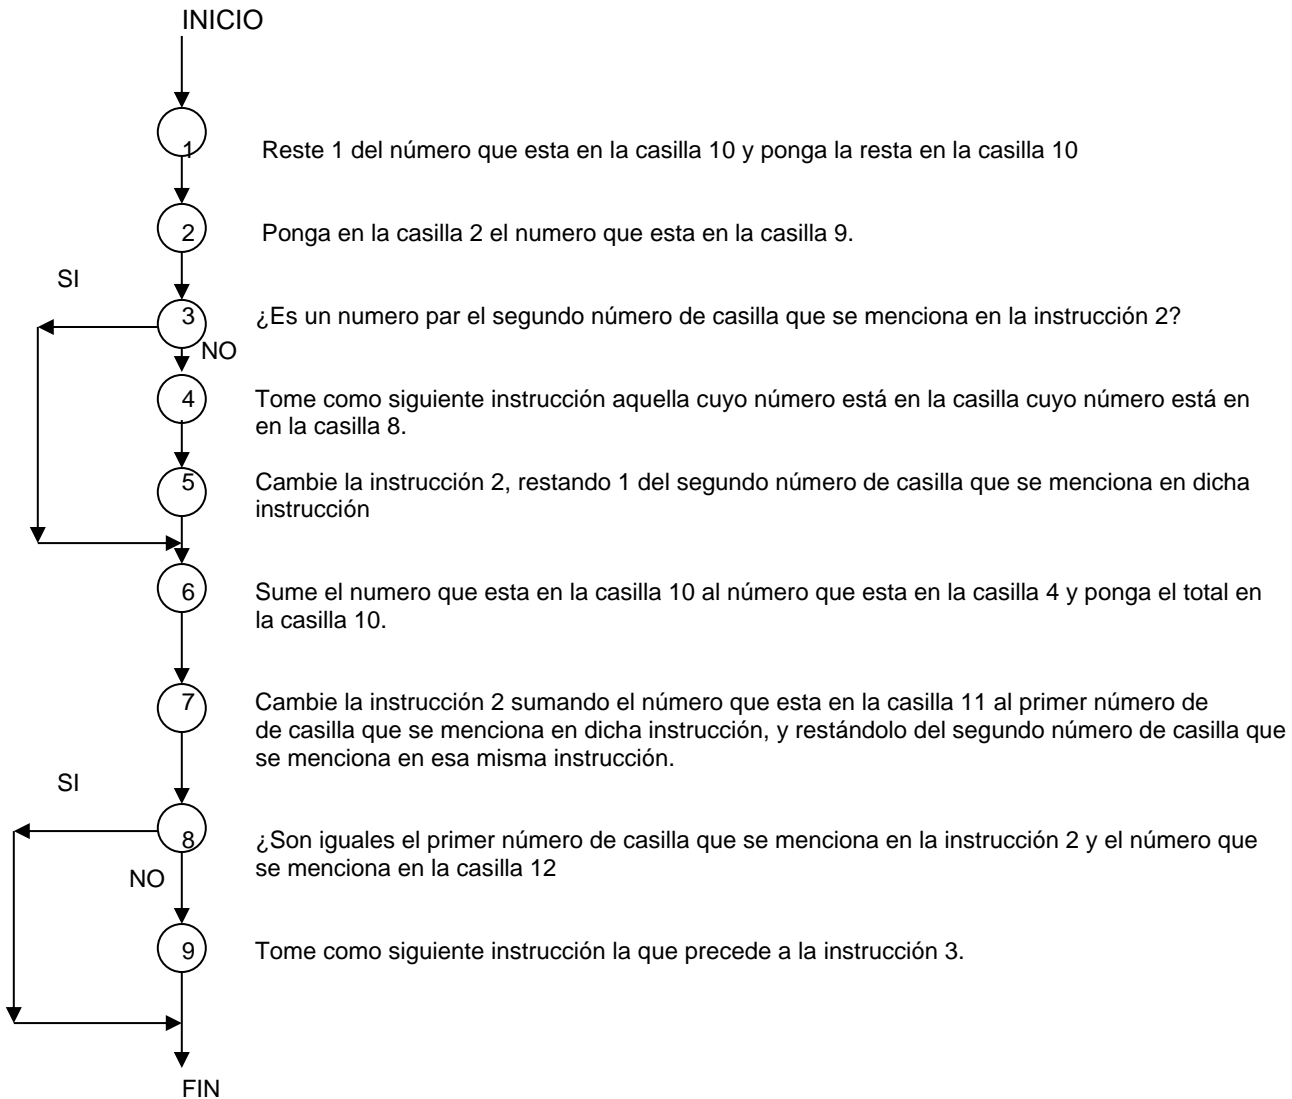 INICIO
1
Reste 1 del número que esta en la casilla 10 y ponga la resta en la casilla 10
2
Ponga en la casilla 2 el numero que esta en la casilla 9.
SI
3
¿Es un numero par el segundo número de casilla que se menciona en la instrucción 2?
NO
4
Tome como siguiente instrucción aquella cuyo número está en la casilla cuyo número está en
en la casilla 8.
5
Cambie la instrucción 2, restando 1 del segundo número de casilla que se menciona en dicha
instrucción
6
Sume el numero que esta en la casilla 10 al número que esta en la casilla 4 y ponga el total en
la casilla 10.
7
Cambie la instrucción 2 sumando el número que esta en la casilla 11 al primer número de
de casilla que se menciona en dicha instrucción, y restándolo del segundo número de casilla que
se menciona en esa misma instrucción.
SI
8
¿Son iguales el primer número de casilla que se menciona en la instrucción 2 y el número que
se menciona en la casilla 12
NO
9
Tome como siguiente instrucción la que precede a la instrucción 3.
FIN